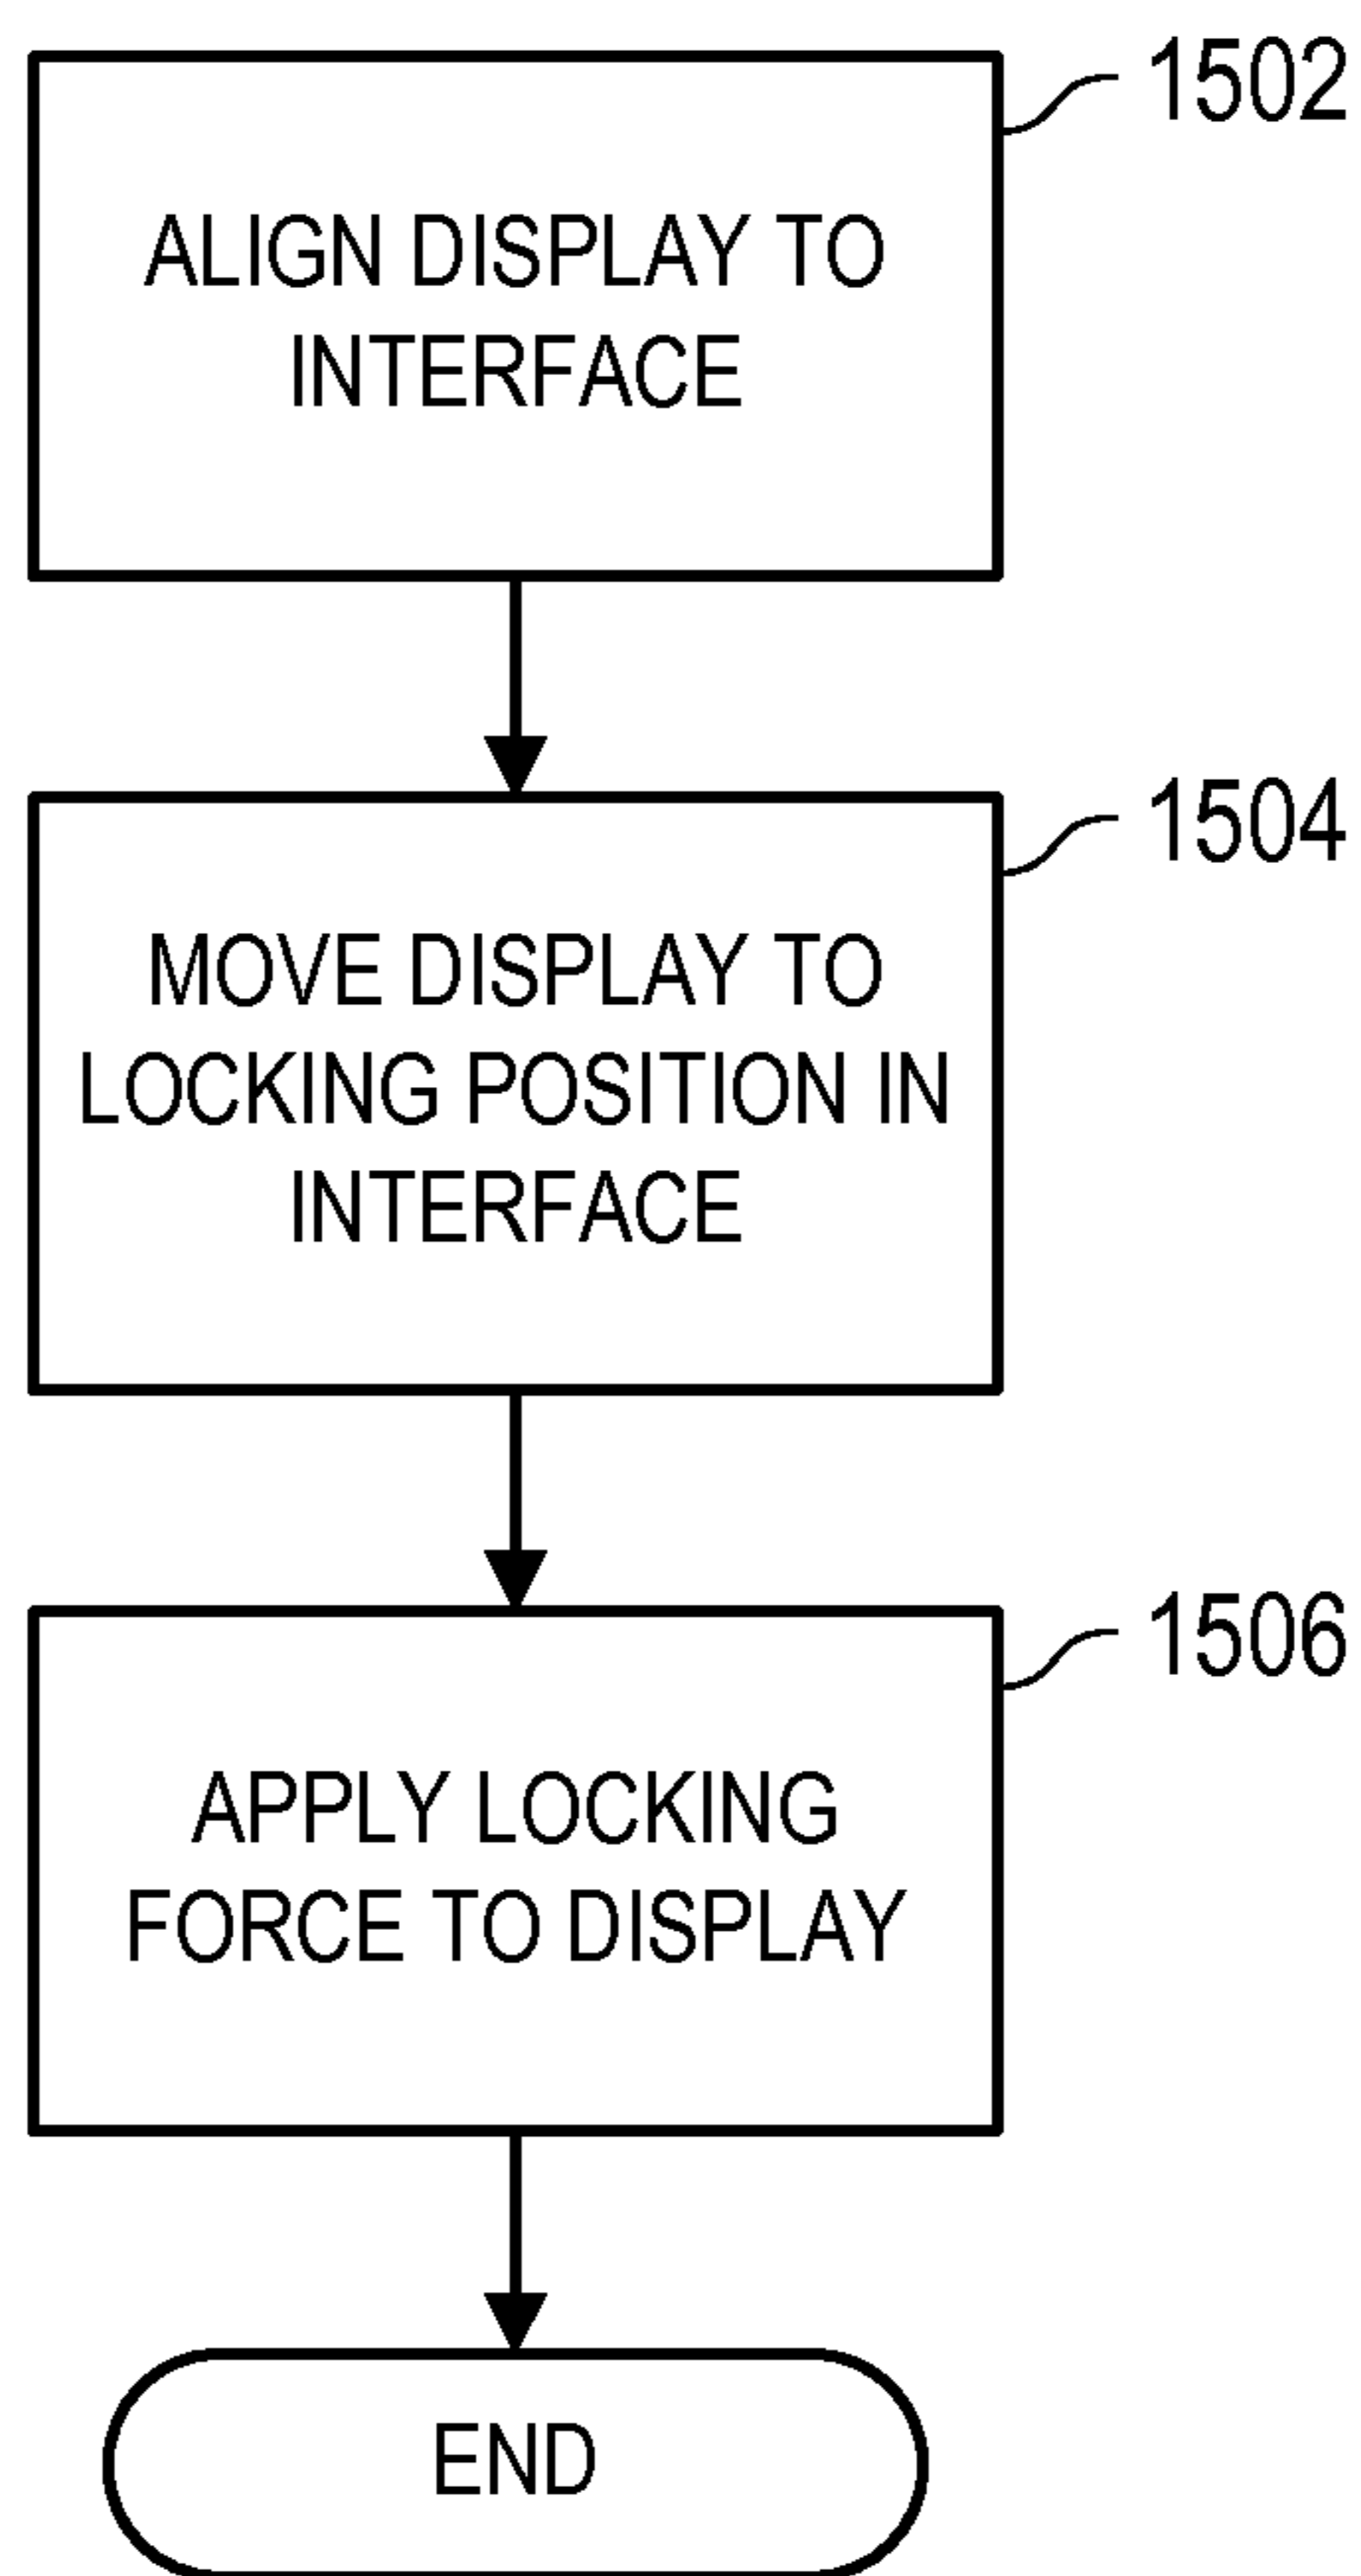 1502
ALIGN DISPLAY TO
INTERFACE
1504
MOVE DISPLAY TO
LOCKING POSITION IN
INTERFACE
1506
APPLY LOCKING
FORCE TO DISPLAY
END